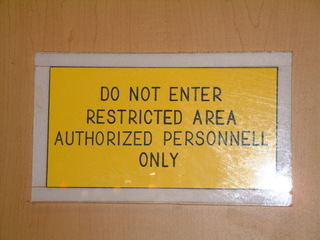 DO NOT ENTER
RESTRICTED AREA
AUTHORIZED PERSONNELL
ONLY